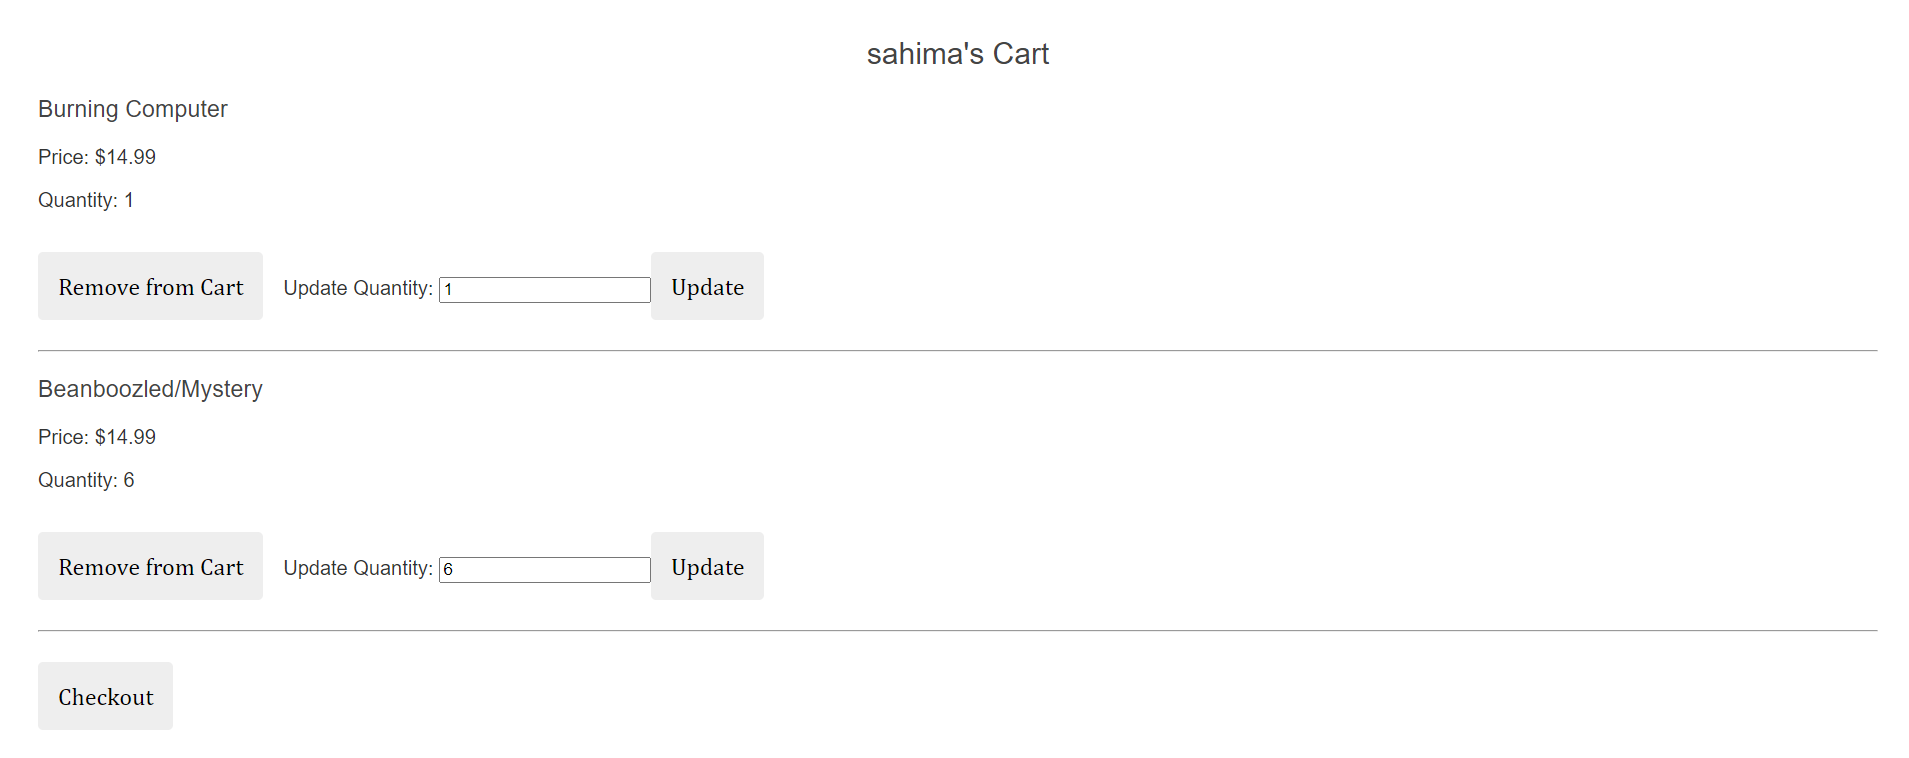 sahima's Cart
Burning Computer
Price: $14.99
Quantity: 1
Remove from Cart Update Quantity: 1 Update
Beanboozled/Mystery
Price: $14.99
Quantity: 6
Remove from Cart Update Quantity: 6 Update
Checkout